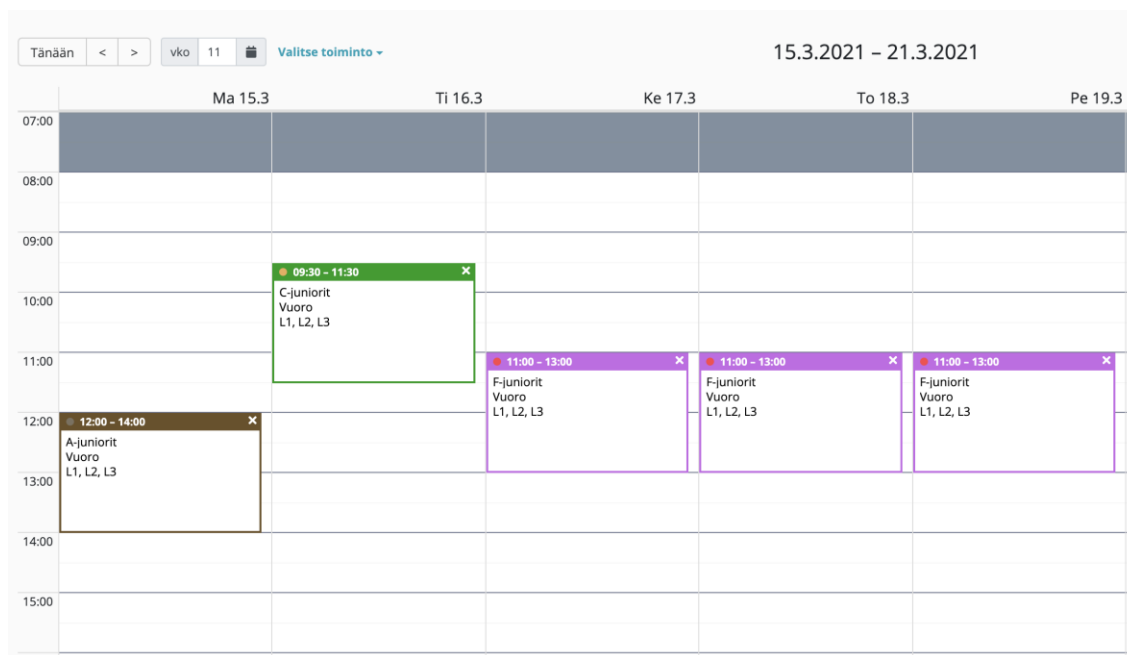 Tänään < > vko 11 Valitse toiminto 15.3.2021 – 21.3.2021
Ma 15.3 Ti 16.3 Ke 17.3 To 18.3 Pe 19.3
07:00
08:00
09:00
09:30 – 11:30
C-juniorit
Vuoro
L1, L2, L3
10:00
11:00
11:00 – 13:00
F-juniorit
Vuoro
L1, L2, L3
11:00 – 13:00
F-juniorit
Vuoro
L1, L2, L3
11:00 – 13:00
F-juniorit
Vuoro
L1, L2, L3
12:00
12:00 – 14:00
A-juniorit
Vuoro
L1, L2, L3
13:00
14:00
15:00